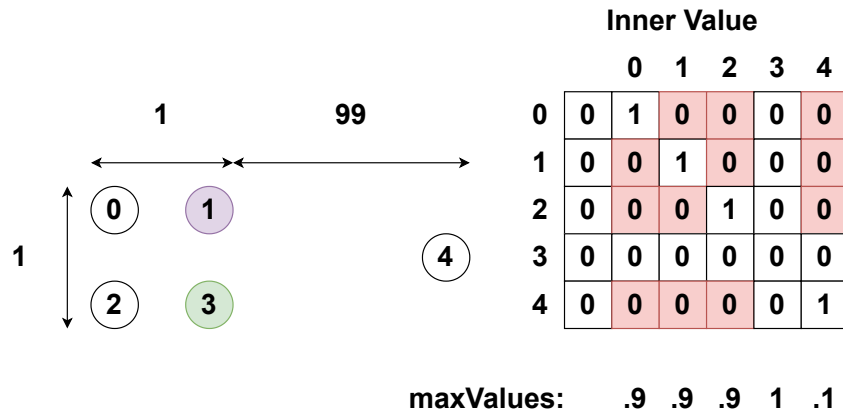 Inner Value
0 1 2 3 4
1 99
0 0 1 0 0 0 0
1 0 0 1 0 0 0
2 0 0 0 1 0 0
3 0 0 0 0 0 0
4 0 0 0 0 0 1
0 1
1
4
2 3
maxValues: .9 .9 .9 1 .1